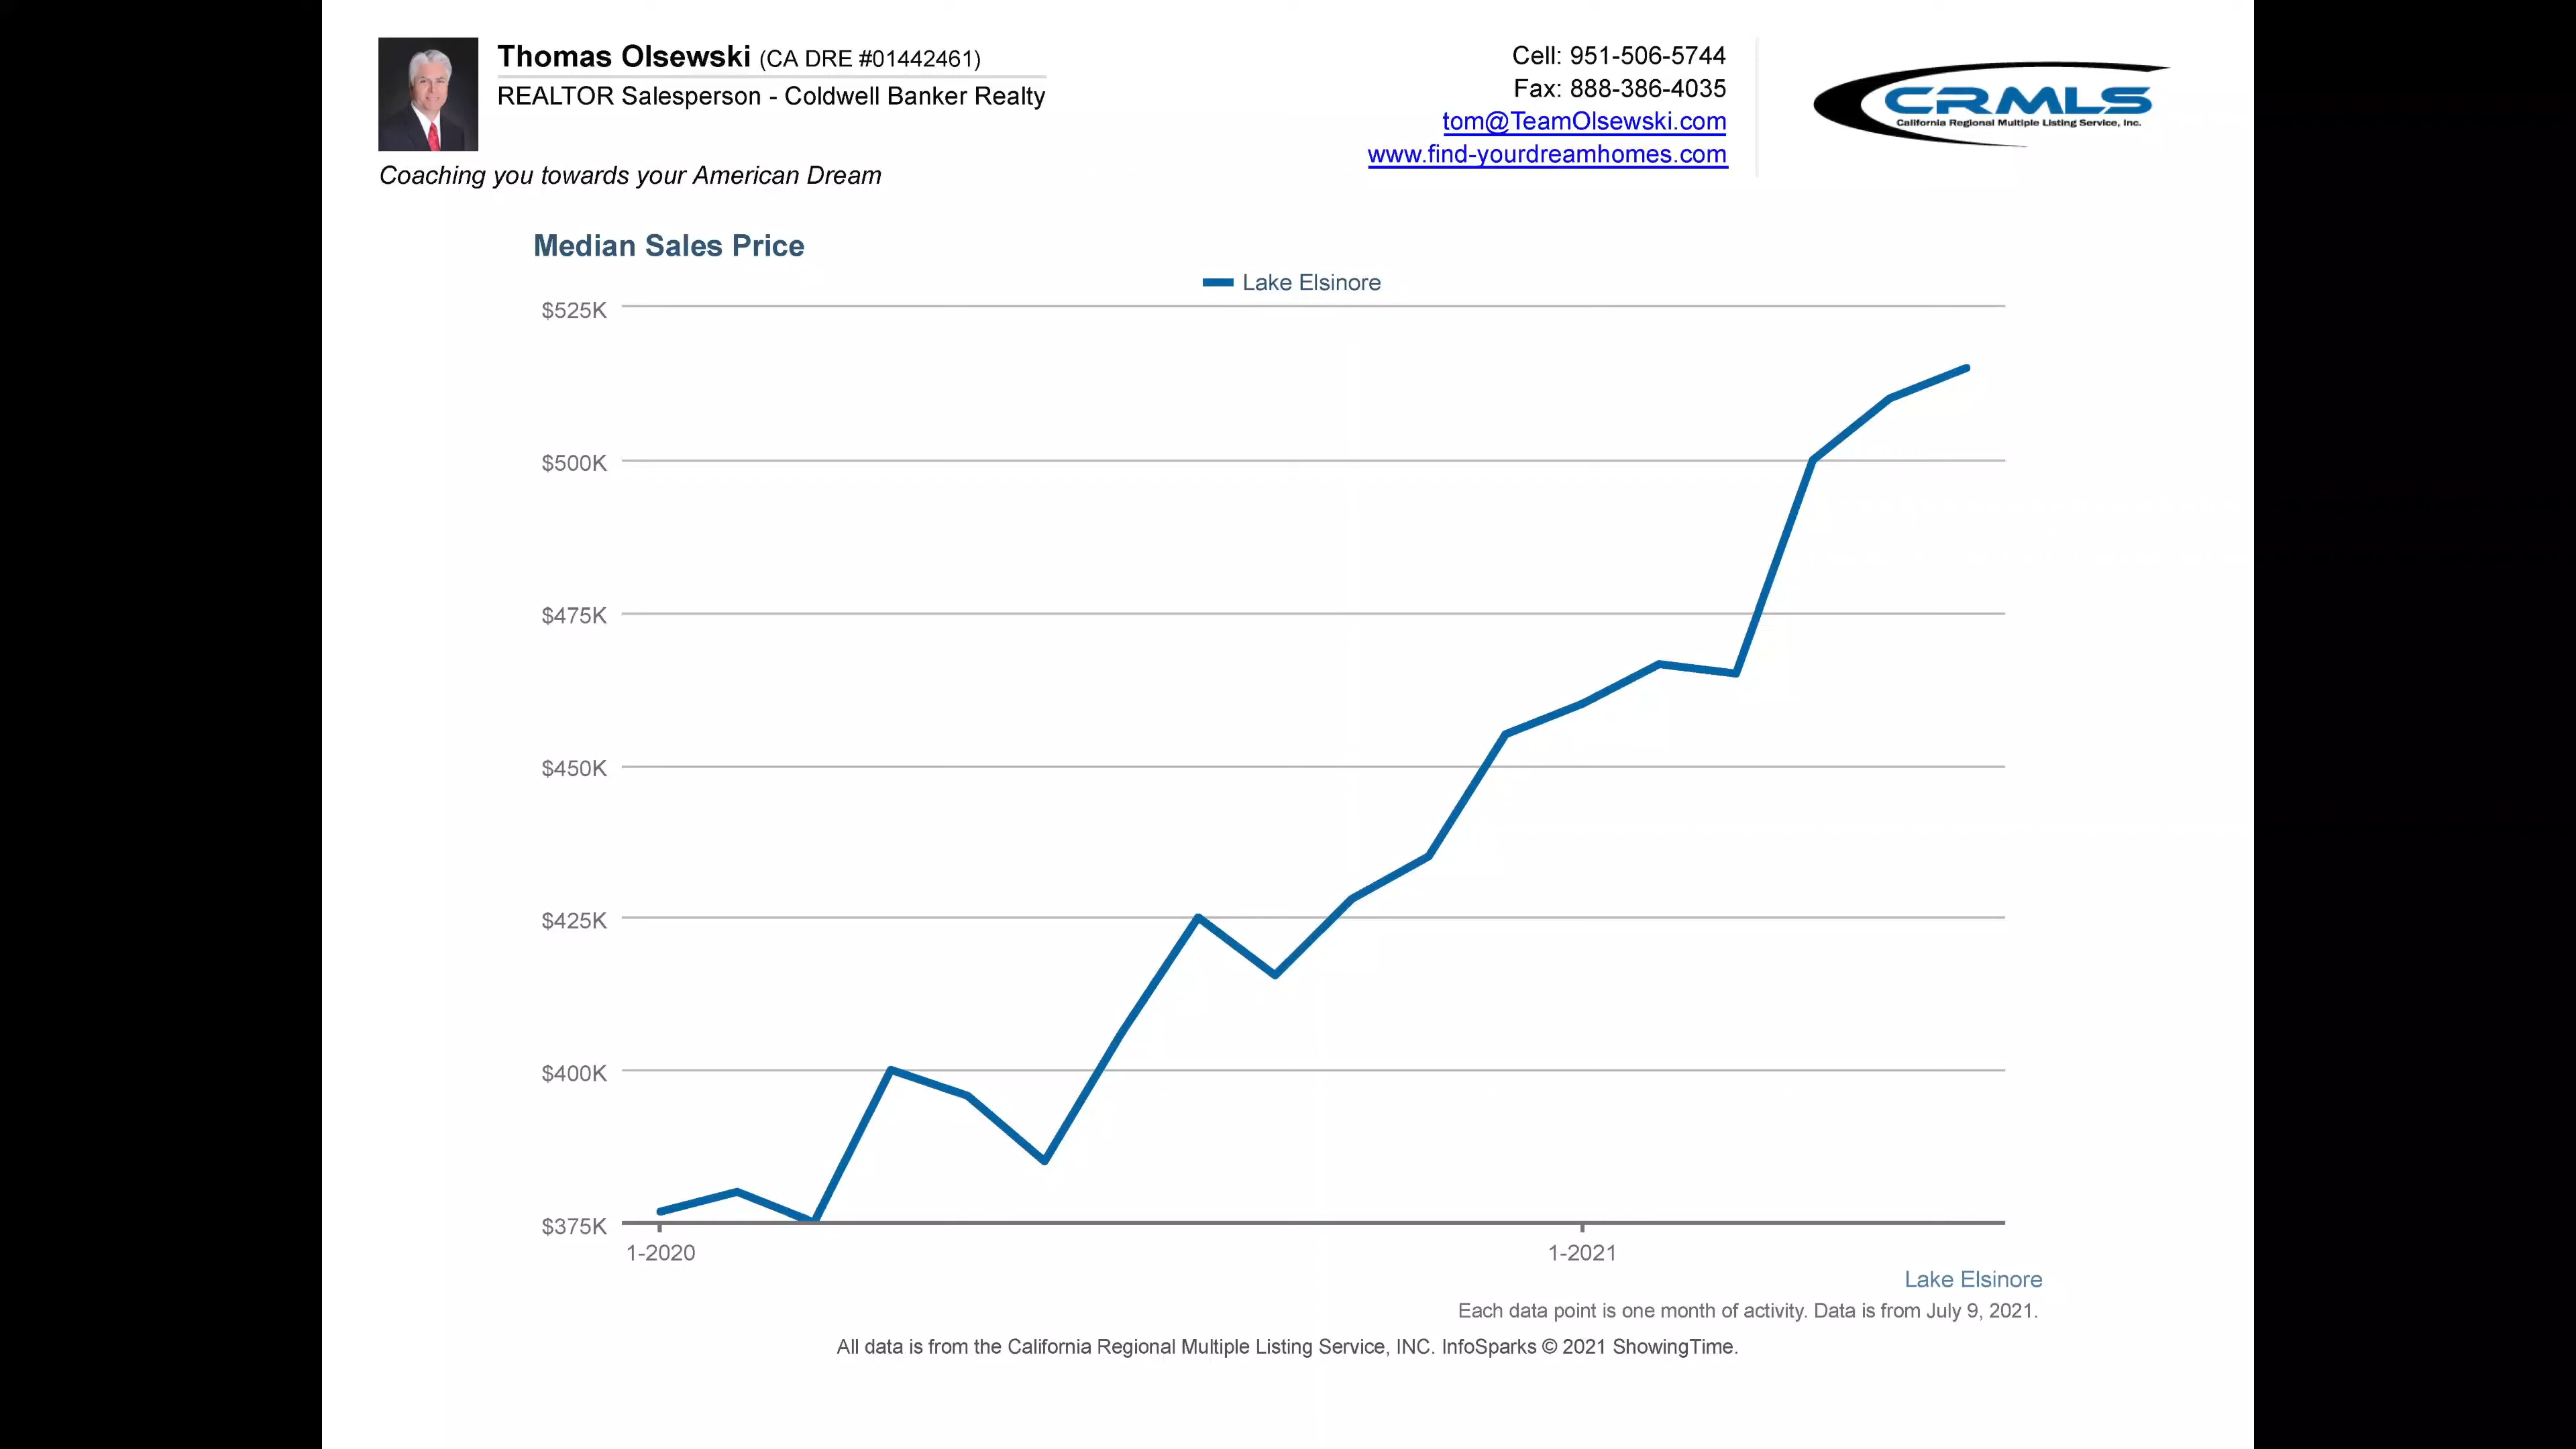 Thomas Olsewski (CA DRE #01442461)
REALTOR Salesperson - Coldwell Banker Realty
Coaching you towards your American Dream
Cell: 951-506-5744
Fax: 888-386-4035
tom@TeamOlsewski.com
www.find-yourdreamhomes.com
CRMLS
California Regional Multiple Listing Service, Inc.
Median Sales Price
Lake Elsinore
$525K
$500K
$475K
$450K
$425K
$400K
$375K
1-2020 1-2021
Lake Elsinore
Each data point is one month of activity. Data is from July 9, 2021.
All data is from the California Regional Multiple Listing Service, INC. InfoSparks © 2021 ShowingTime.